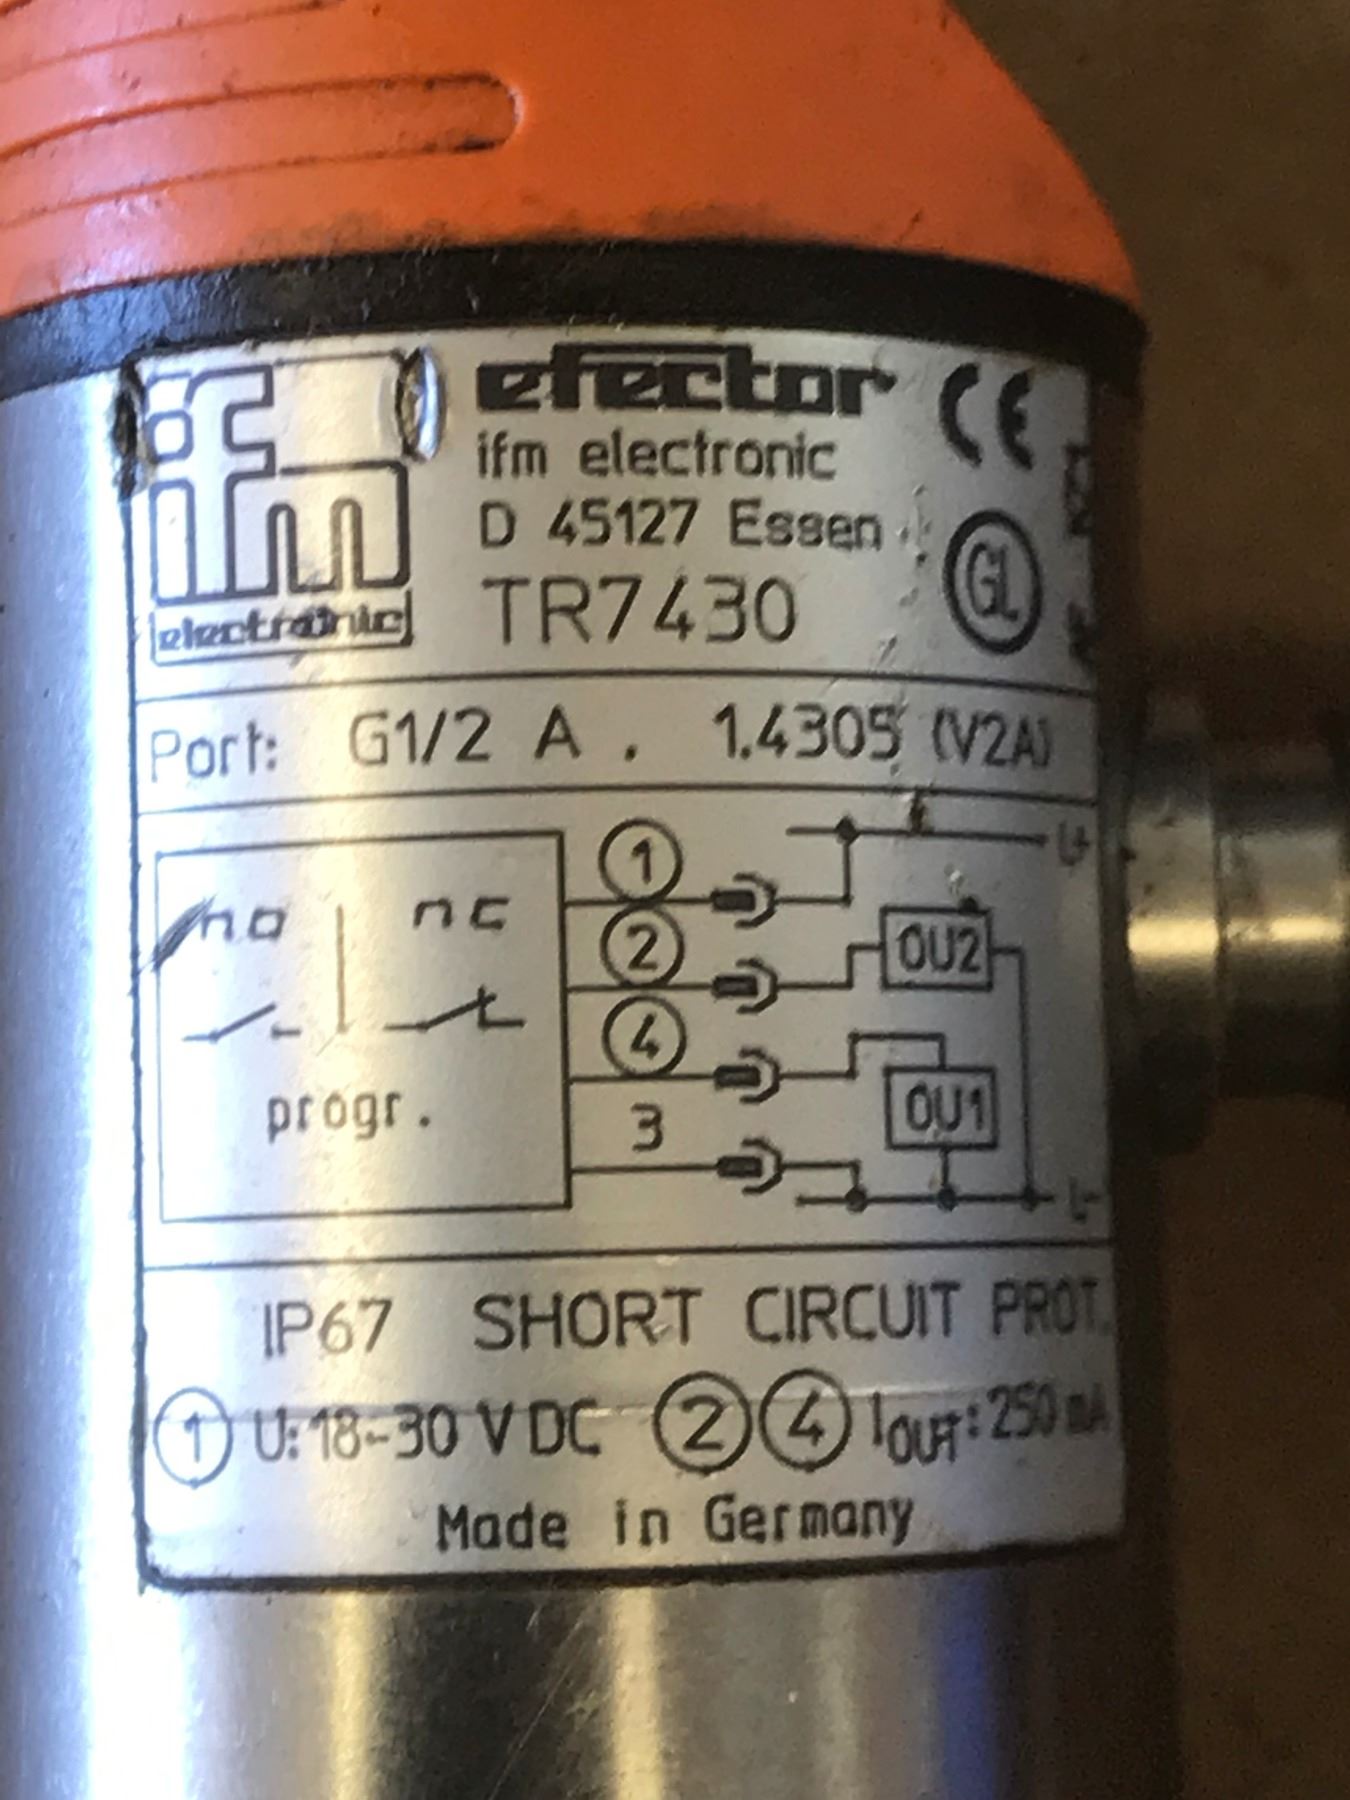 ifm
electronic
efector
CE
ifm electronic
D 45127 Essen
GL
TR7430
Port: G1/2 A . 1.4305 (V2A)
1
L+
no nc
2
OU2
4
progr.
OU1
3
L-
IP67 SHORT CIRCUIT PROT.
1 U: 18-30 V DC 2 4 IOUT: 250 mA
Made in Germany